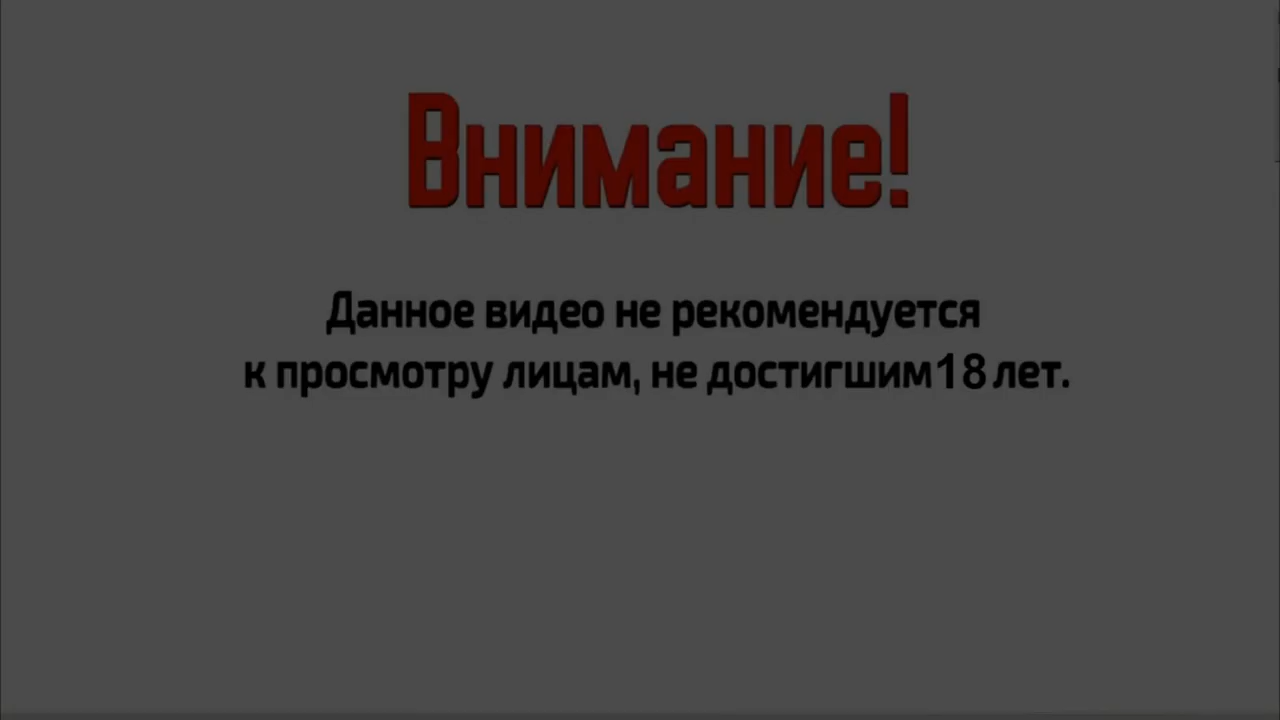 Внимание!
Данное видео не рекомендуется
к просмотру лицам, не достигшим 18 лет.